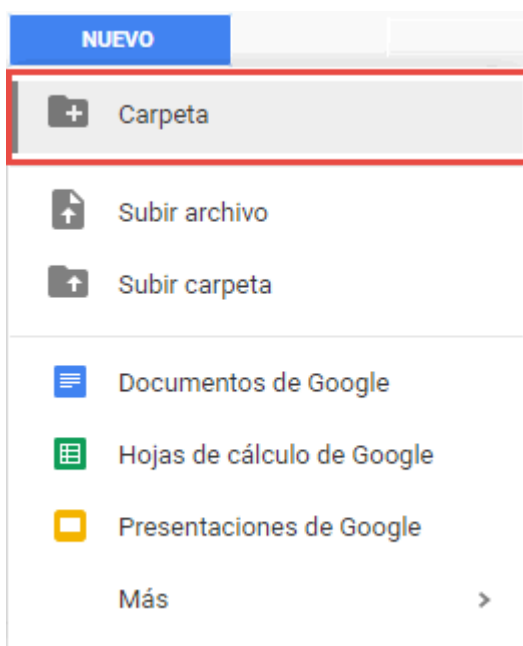 NUEVO
Carpeta
Subir archivo
Subir carpeta
Documentos de Google
Hojas de cálculo de Google
Presentaciones de Google
Más